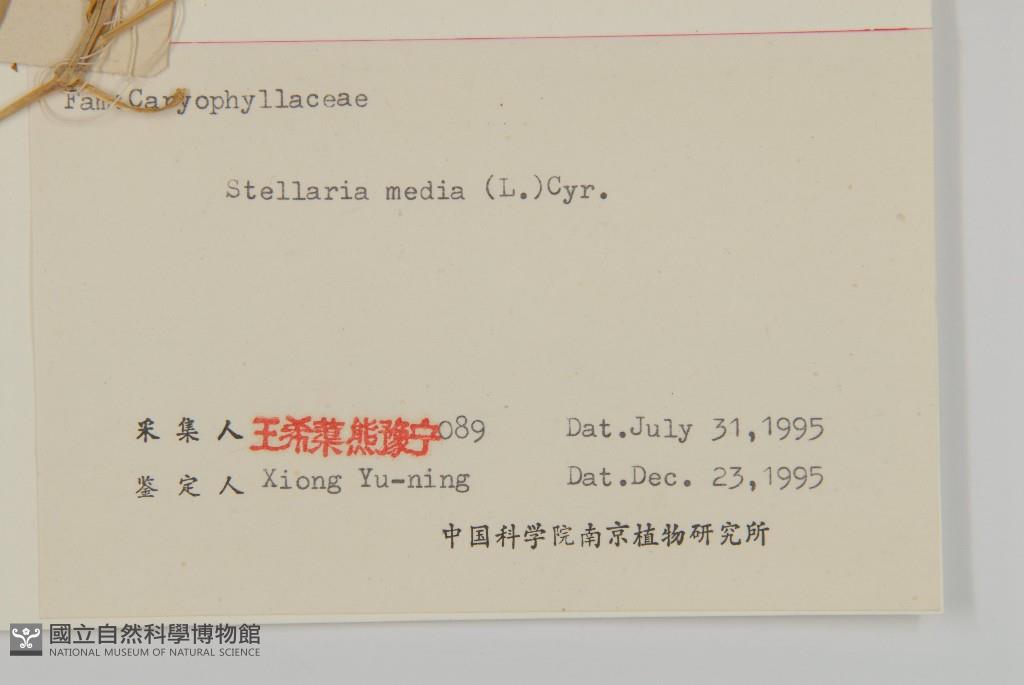 Fam. Caryophyllaceae
Stellaria media (L.)Cyr.
采集人 王希蕖 熊豫宁 089 Dat.July 31,1995
鉴定人 Xiong Yu-ning Dat.Dec. 23,1995
中国科学院南京植物研究所
國立自然科學博物館
NATIONAL MUSEUM OF NATURAL SCIENCE